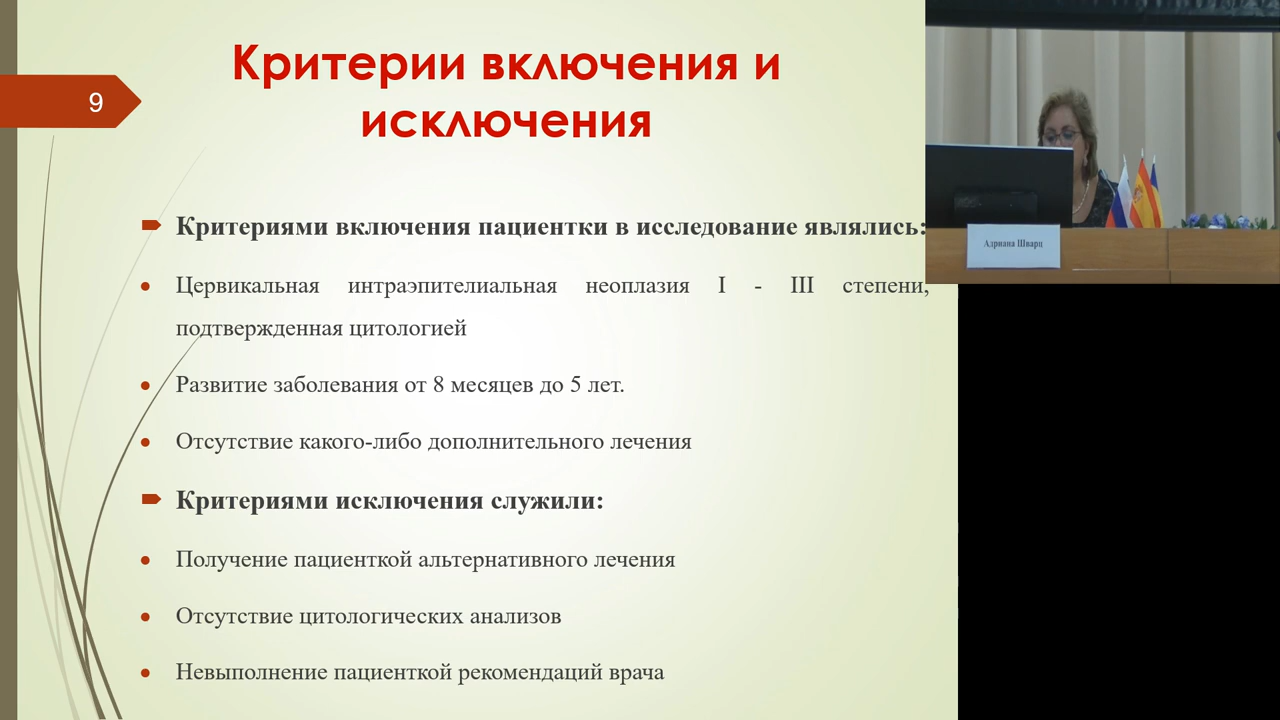 9
Критерии включения и
исключения
Критериями включения пациентки в исследование являлись:
Цервикальная интраэпителиальная неоплазия I - III степени,
подтвержденная цитологией
Развитие заболевания от 8 месяцев до 5 лет.
Отсутствие какого-либо дополнительного лечения
Критериями исключения служили:
Получение пациенткой альтернативного лечения
Отсутствие цитологических анализов
Невыполнение пациенткой рекомендаций врача
Адриана Шварц